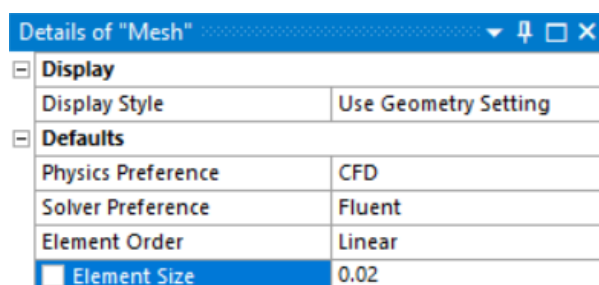 Details of "Mesh"
Display
Display Style Use Geometry Setting
Defaults
Physics Preference CFD
Solver Preference Fluent
Element Order Linear
Element Size 0.02